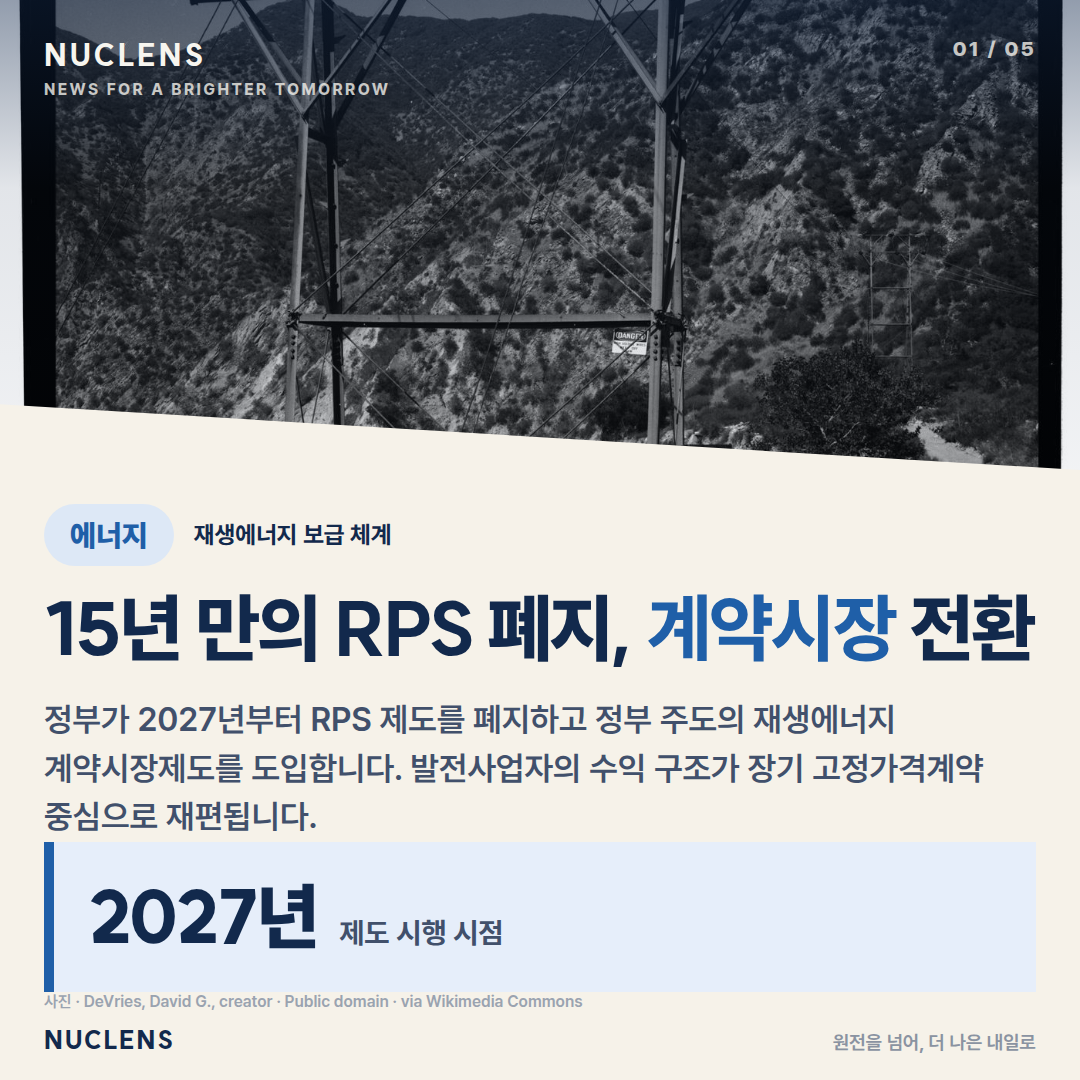 NUCLENS
01 / 05
NEWS FOR A BRIGHTER TOMORROW
DANGER
에너지
재생에너지 보급 체계
15년 만의 RPS 폐지, 계약시장 전환
정부가 2027년부터 RPS 제도를 폐지하고 정부 주도의 재생에너지
계약시장제도를 도입합니다. 발전사업자의 수익 구조가 장기 고정가격계약
중심으로 재편됩니다.
2027년 제도 시행 시점
사진 · DeVries, David G., creator · Public domain · via Wikimedia Commons
NUCLENS
원전을 넘어, 더 나은 내일로